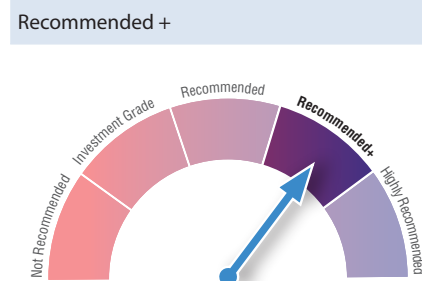 Recommended +
Not Recommended
Investment Grade
Recommended
Recommended+
Highly Recommended